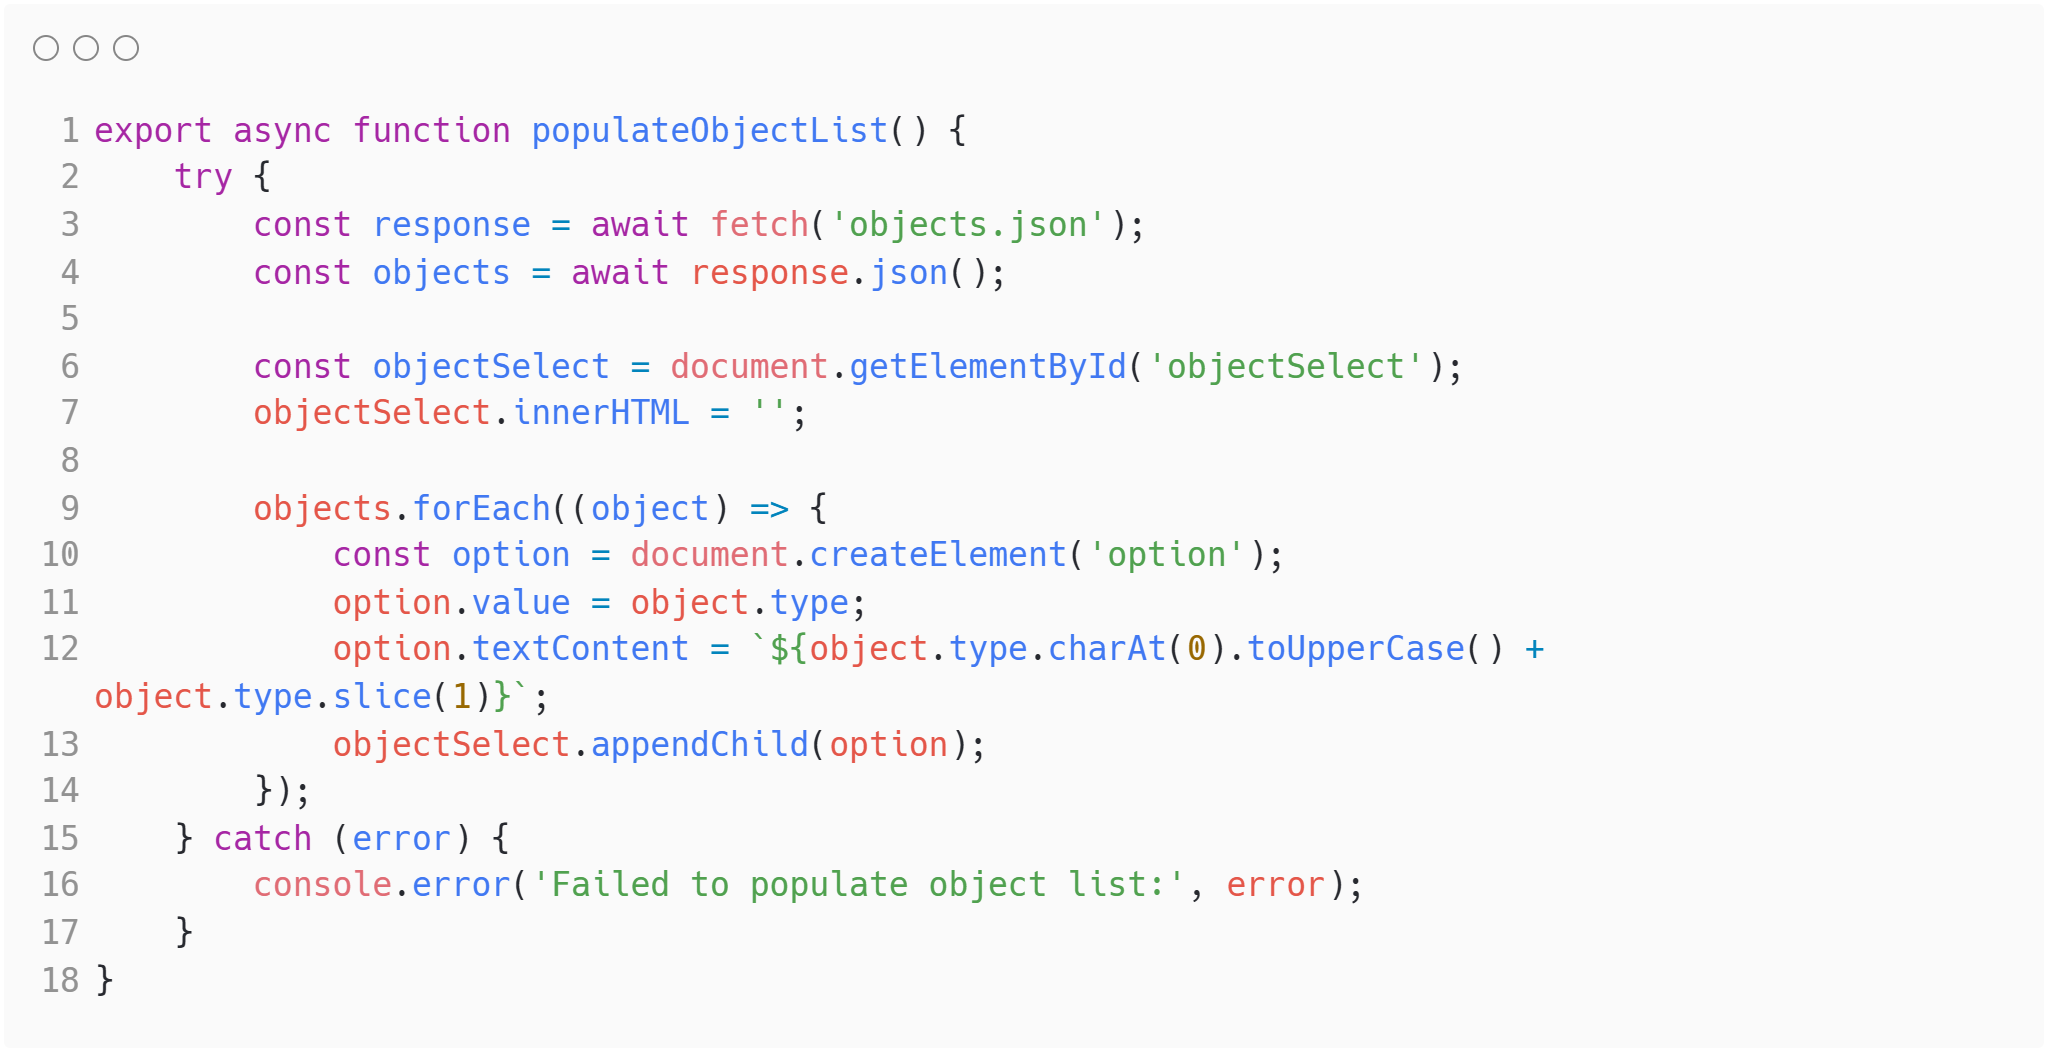 1 export async function populateObjectList() {
2     try {
3         const response = await fetch('objects.json');
4         const objects = await response.json();
5
6         const objectSelect = document.getElementById('objectSelect');
7         objectSelect.innerHTML = '';
8
9         objects.forEach((object) => {
10             const option = document.createElement('option');
11             option.value = object.type;
12             option.textContent = `${object.type.charAt(0).toUpperCase() +
object.type.slice(1)}`;
13             objectSelect.appendChild(option);
14         });
15     } catch (error) {
16         console.error('Failed to populate object list:', error);
17     }
18 }